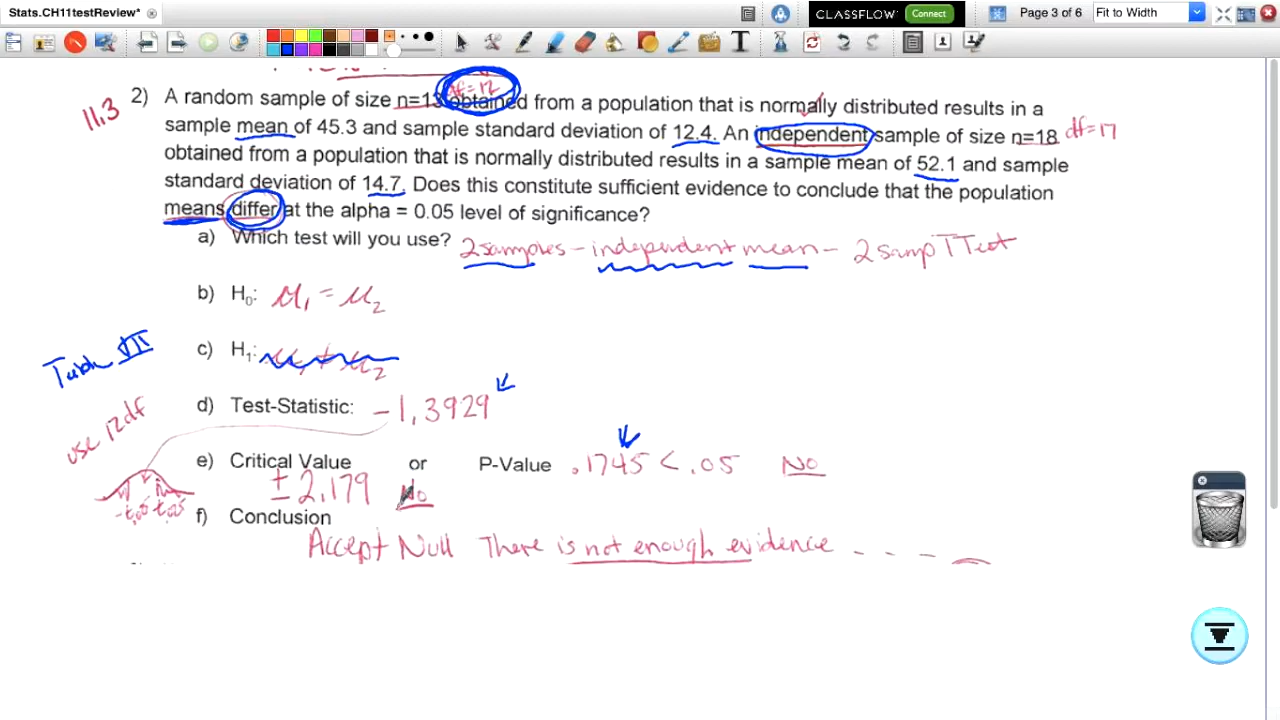 Stats.CH11testReview*
CLASSFLOW Connect
Page 3 of 6
Fit to Width
11.3
df=12
2) A random sample of size n=13 obtained from a population that is normally distributed results in a
sample mean of 45.3 and sample standard deviation of 12.4. An independent sample of size n=18 df=17
obtained from a population that is normally distributed results in a sample mean of 52.1 and sample
standard deviation of 14.7. Does this constitute sufficient evidence to conclude that the population
means differ at the alpha = 0.05 level of significance?
a) Which test will you use? 2 samples - independent mean - 2 samp T Test
b) H0: μ1 = μ2
c) H1: μ1 ≠ μ2
Table VII
d) Test-Statistic: -1.3929
use 12 df
e) Critical Value or P-Value .1745 < .05 No
± 2.179 No
f) Conclusion
Accept Null There is not enough evidence - - -